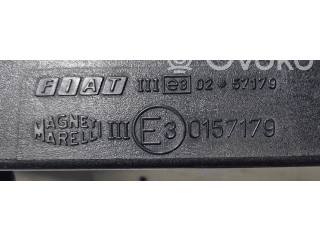 FIAT III e3 02*57179
MAGNETI
MARELLI III E3 0157179